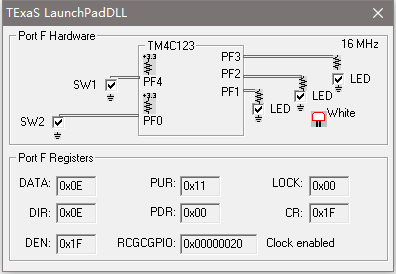 TExaS LaunchPadDLL
Port F Hardware
TM4C123
16 MHz
+3.3
PF3
SW1
PF4
PF2
LED
+3.3
PF1
LED
SW2
PF0
LED
White
Port F Registers
DATA: 0x0E PUR: 0x11 LOCK: 0x00
DIR: 0x0E PDR: 0x00 CR: 0x1F
DEN: 0x1F RCGCGPIO: 0x00000020 Clock enabled